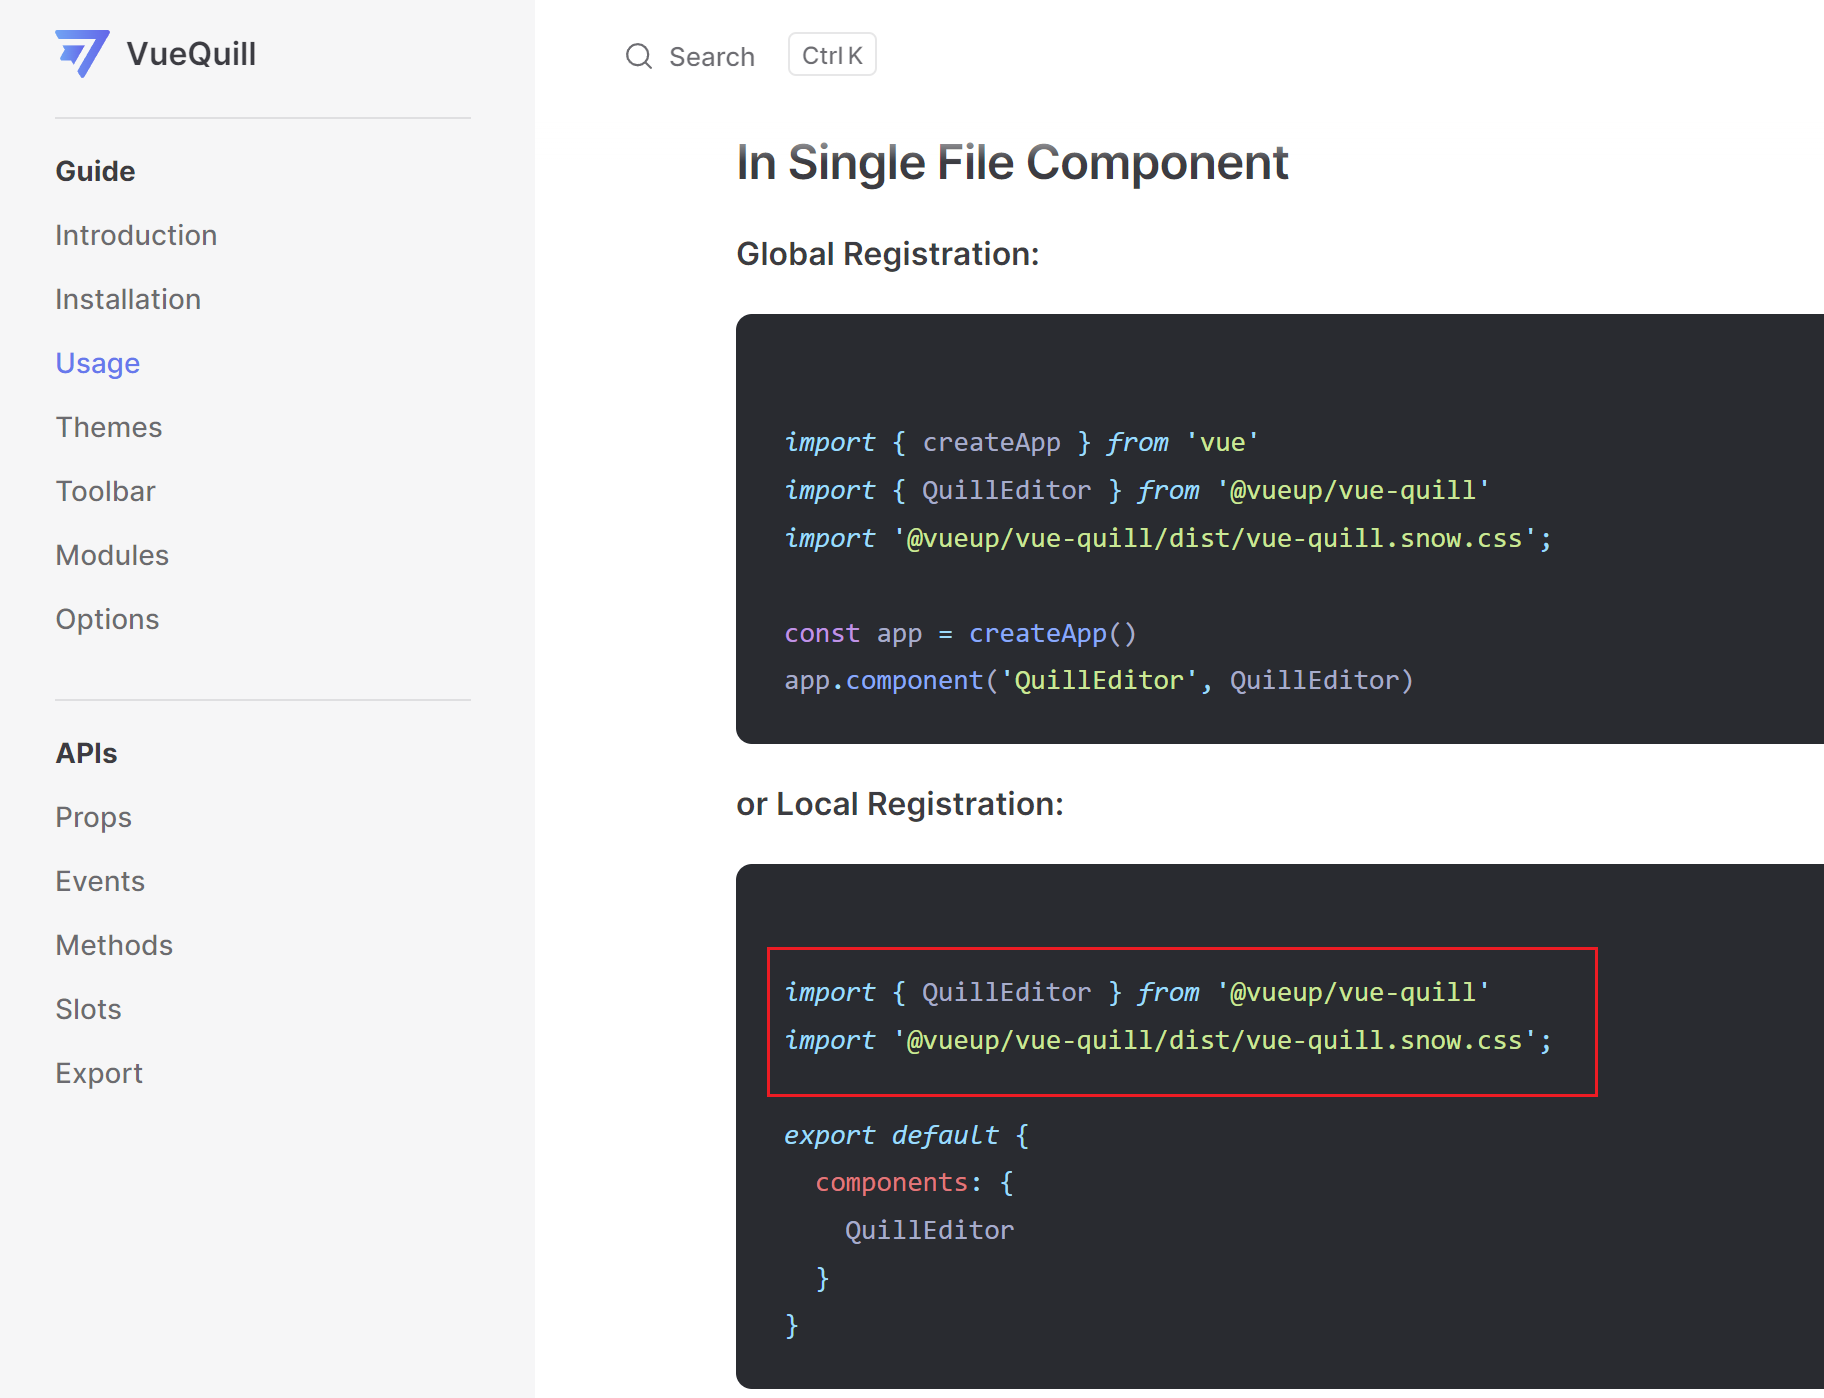 VueQuill
Guide
Introduction
Installation
Usage
Themes
Toolbar
Modules
Options
APIs
Props
Events
Methods
Slots
Export
Search Ctrl K
In Single File Component
Global Registration:
import { createApp } from 'vue'
import { QuillEditor } from '@vueup/vue-quill'
import '@vueup/vue-quill/dist/vue-quill.snow.css';
const app = createApp()
app.component('QuillEditor', QuillEditor)
or Local Registration:
import { QuillEditor } from '@vueup/vue-quill'
import '@vueup/vue-quill/dist/vue-quill.snow.css';
export default {
  components: {
    QuillEditor
  }
}